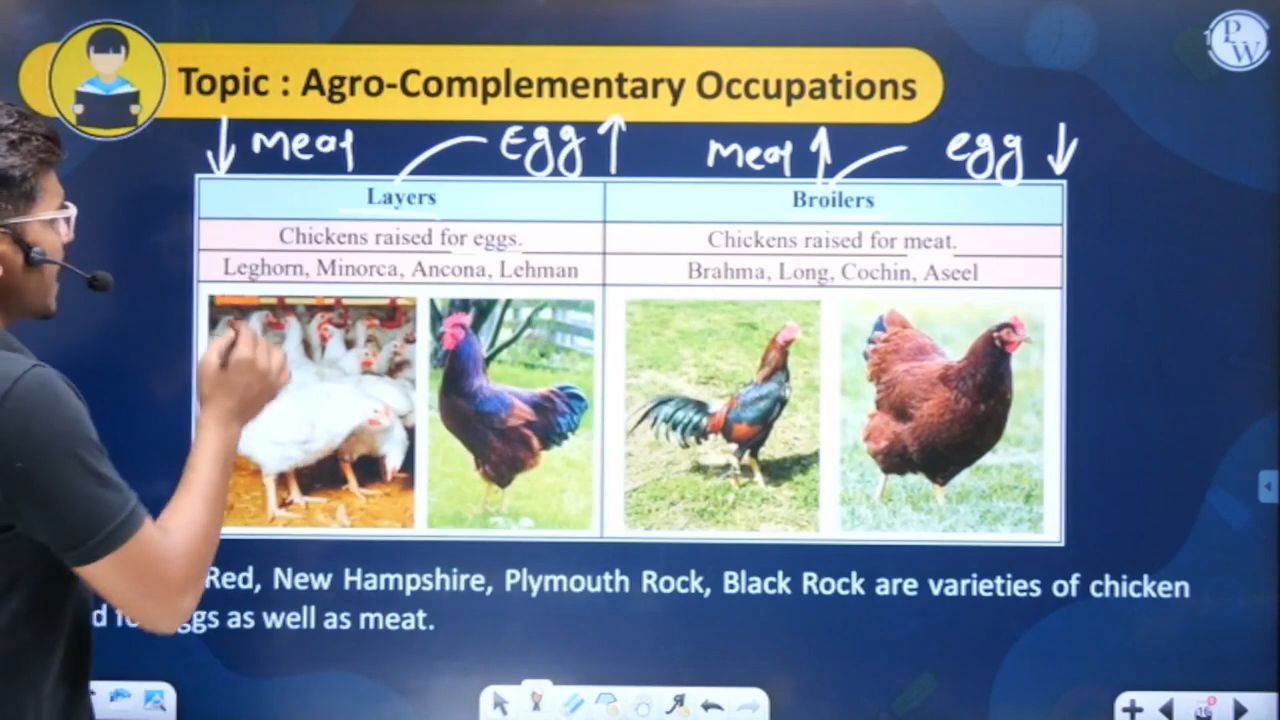 PW
Topic : Agro-Complementary Occupations
↓ meat Egg ↑ meat ↑ egg ↓
Layers Broilers
Chickens raised for eggs. Chickens raised for meat.
Leghorn, Minorca, Ancona, Lehman Brahma, Long, Cochin, Aseel
Red, New Hampshire, Plymouth Rock, Black Rock are varieties of chicken
as well as meat.